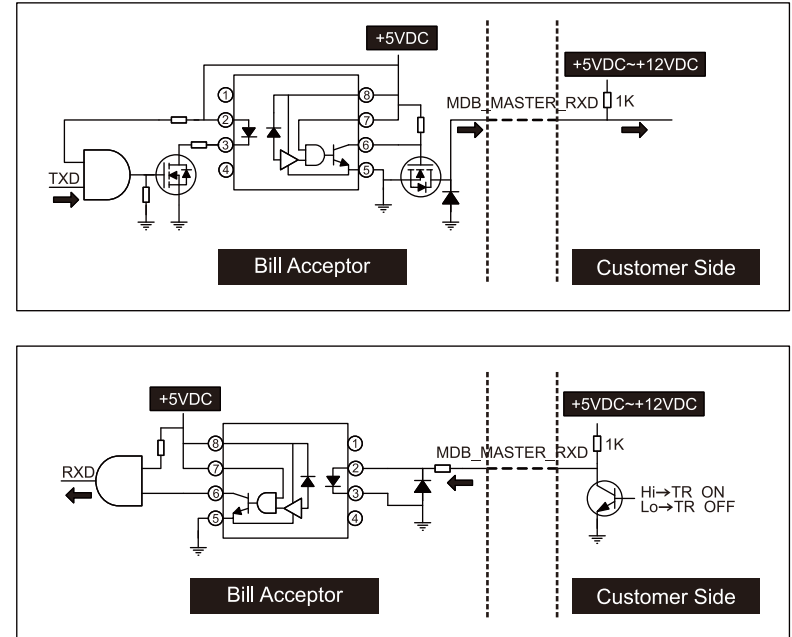 +5VDC
+5VDC~+12VDC
① ⑧
MDB_MASTER_RXD 1K
② ⑦
③ ⑥
④ ⑤
TXD
Bill Acceptor
Customer Side
+5VDC
+5VDC~+12VDC
⑧ ①
MDB_MASTER_RXD 1K
⑦ ②
RXD
⑥ ③
Hi→TR ON
Lo→TR OFF
⑤ ④
Bill Acceptor
Customer Side